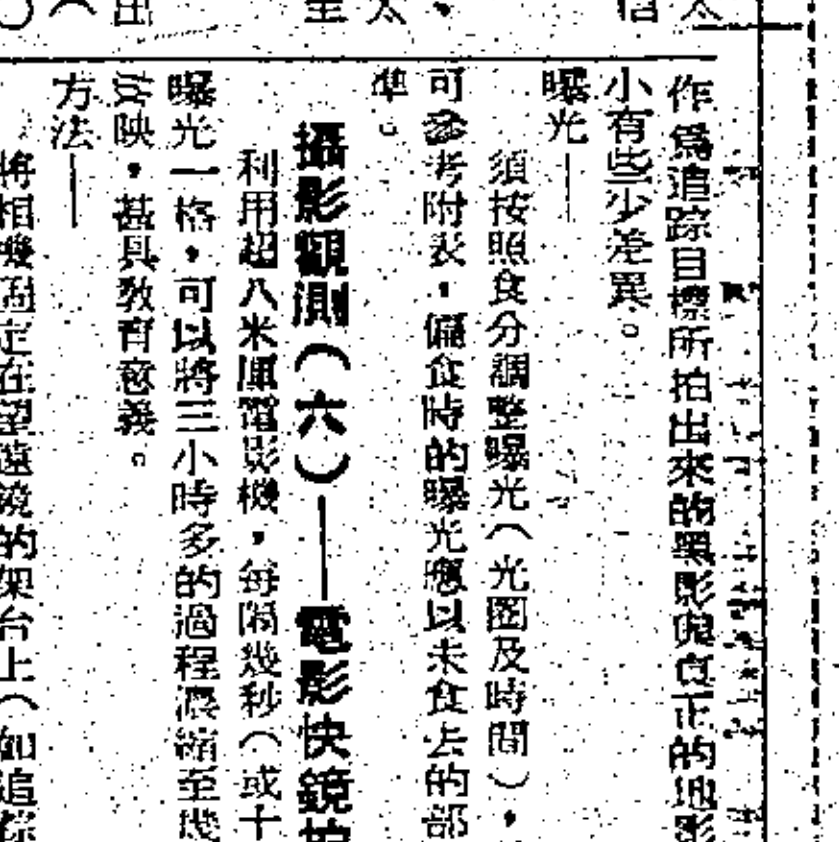 作爲追踪目標所拍出來的黑影與真正的地影
小有些少差異。
曝光——
須按照食分調整曝光（光圈及時間），
可參考附表，偏食時的曝光應以未食去的部
準。
攝影觀測（六）——電影快鏡拍
利用超八米厘電影機，每隔幾秒（或十
曝光一格，可以將三小時多的過程濃縮至幾
放映，甚具教育意義。
方法——
將相機固定在望遠鏡的架台上（如追踪